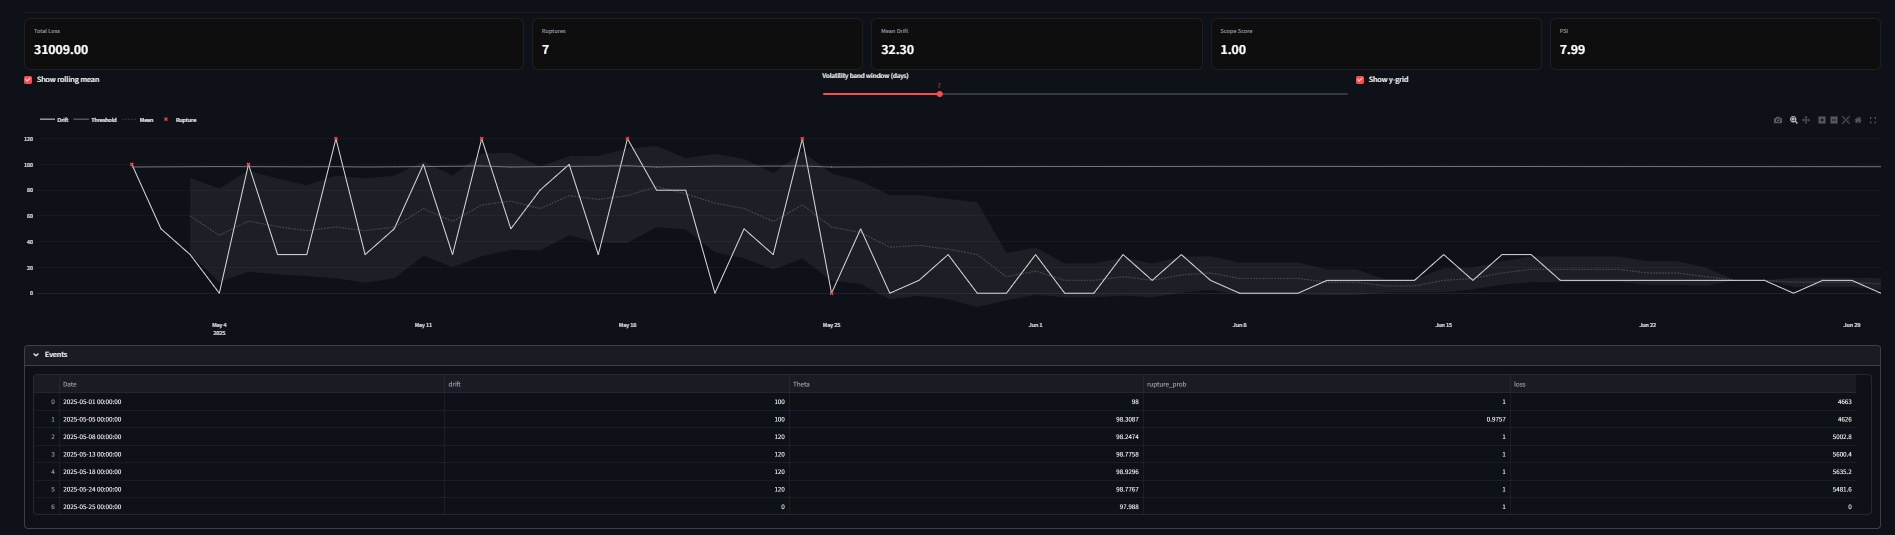 Total Loss
31009.00
Ruptures
7
Mean Drift
32.30
Scope Score
1.00
PSI
7.99
Show rolling mean
Volatility band window (days)
7
Show y-grid
Drift Threshold Mean Rupture
120
100
80
60
40
20
0
May 4
2025
May 11
May 18
May 25
Jun 1
Jun 8
Jun 15
Jun 22
Jun 29
Events
Date drift Theta rupture_prob loss
0 2025-05-01 00:00:00 100 98 1 4663
1 2025-05-05 00:00:00 100 98.3087 0.9757 4626
2 2025-05-08 00:00:00 120 98.2474 1 5002.8
3 2025-05-13 00:00:00 120 98.7758 1 5600.4
4 2025-05-18 00:00:00 120 98.9296 1 5635.2
5 2025-05-24 00:00:00 120 98.7767 1 5481.6
6 2025-05-25 00:00:00 0 97.988 1 0